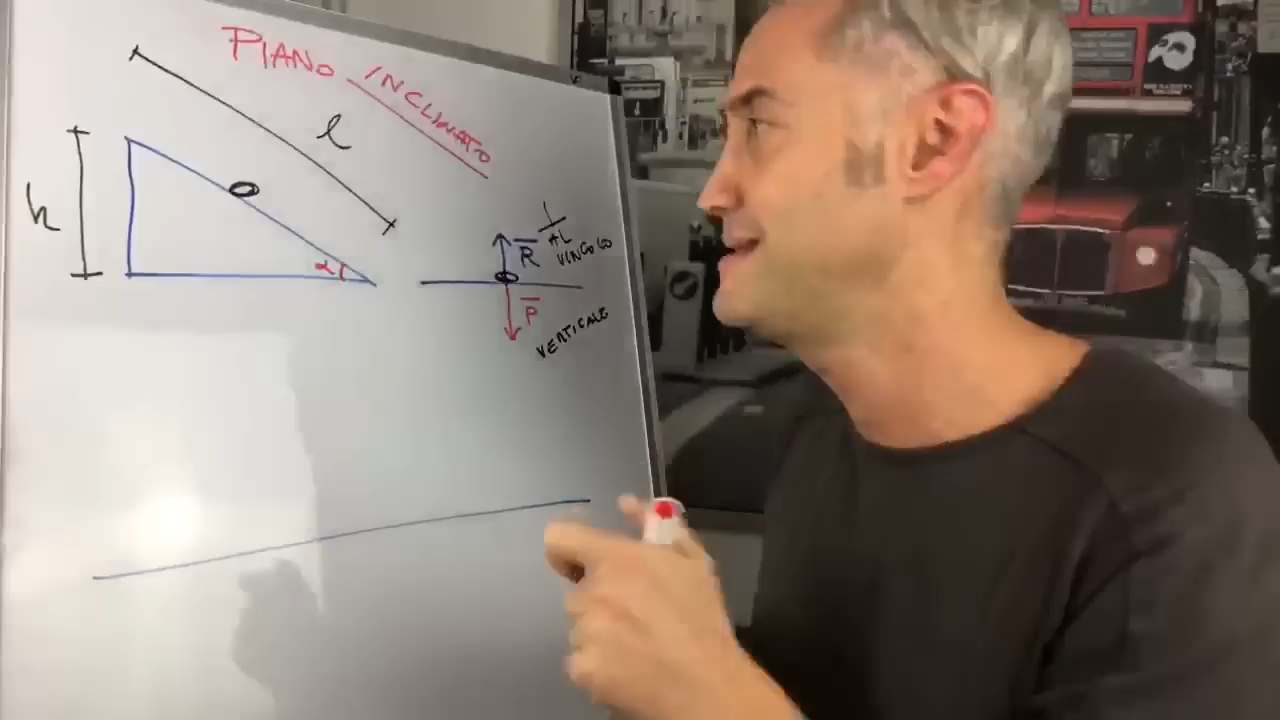 PIANO INCLINATO
l
h
α
R
⊥
AL
VINCOLO
P
VERTICALE